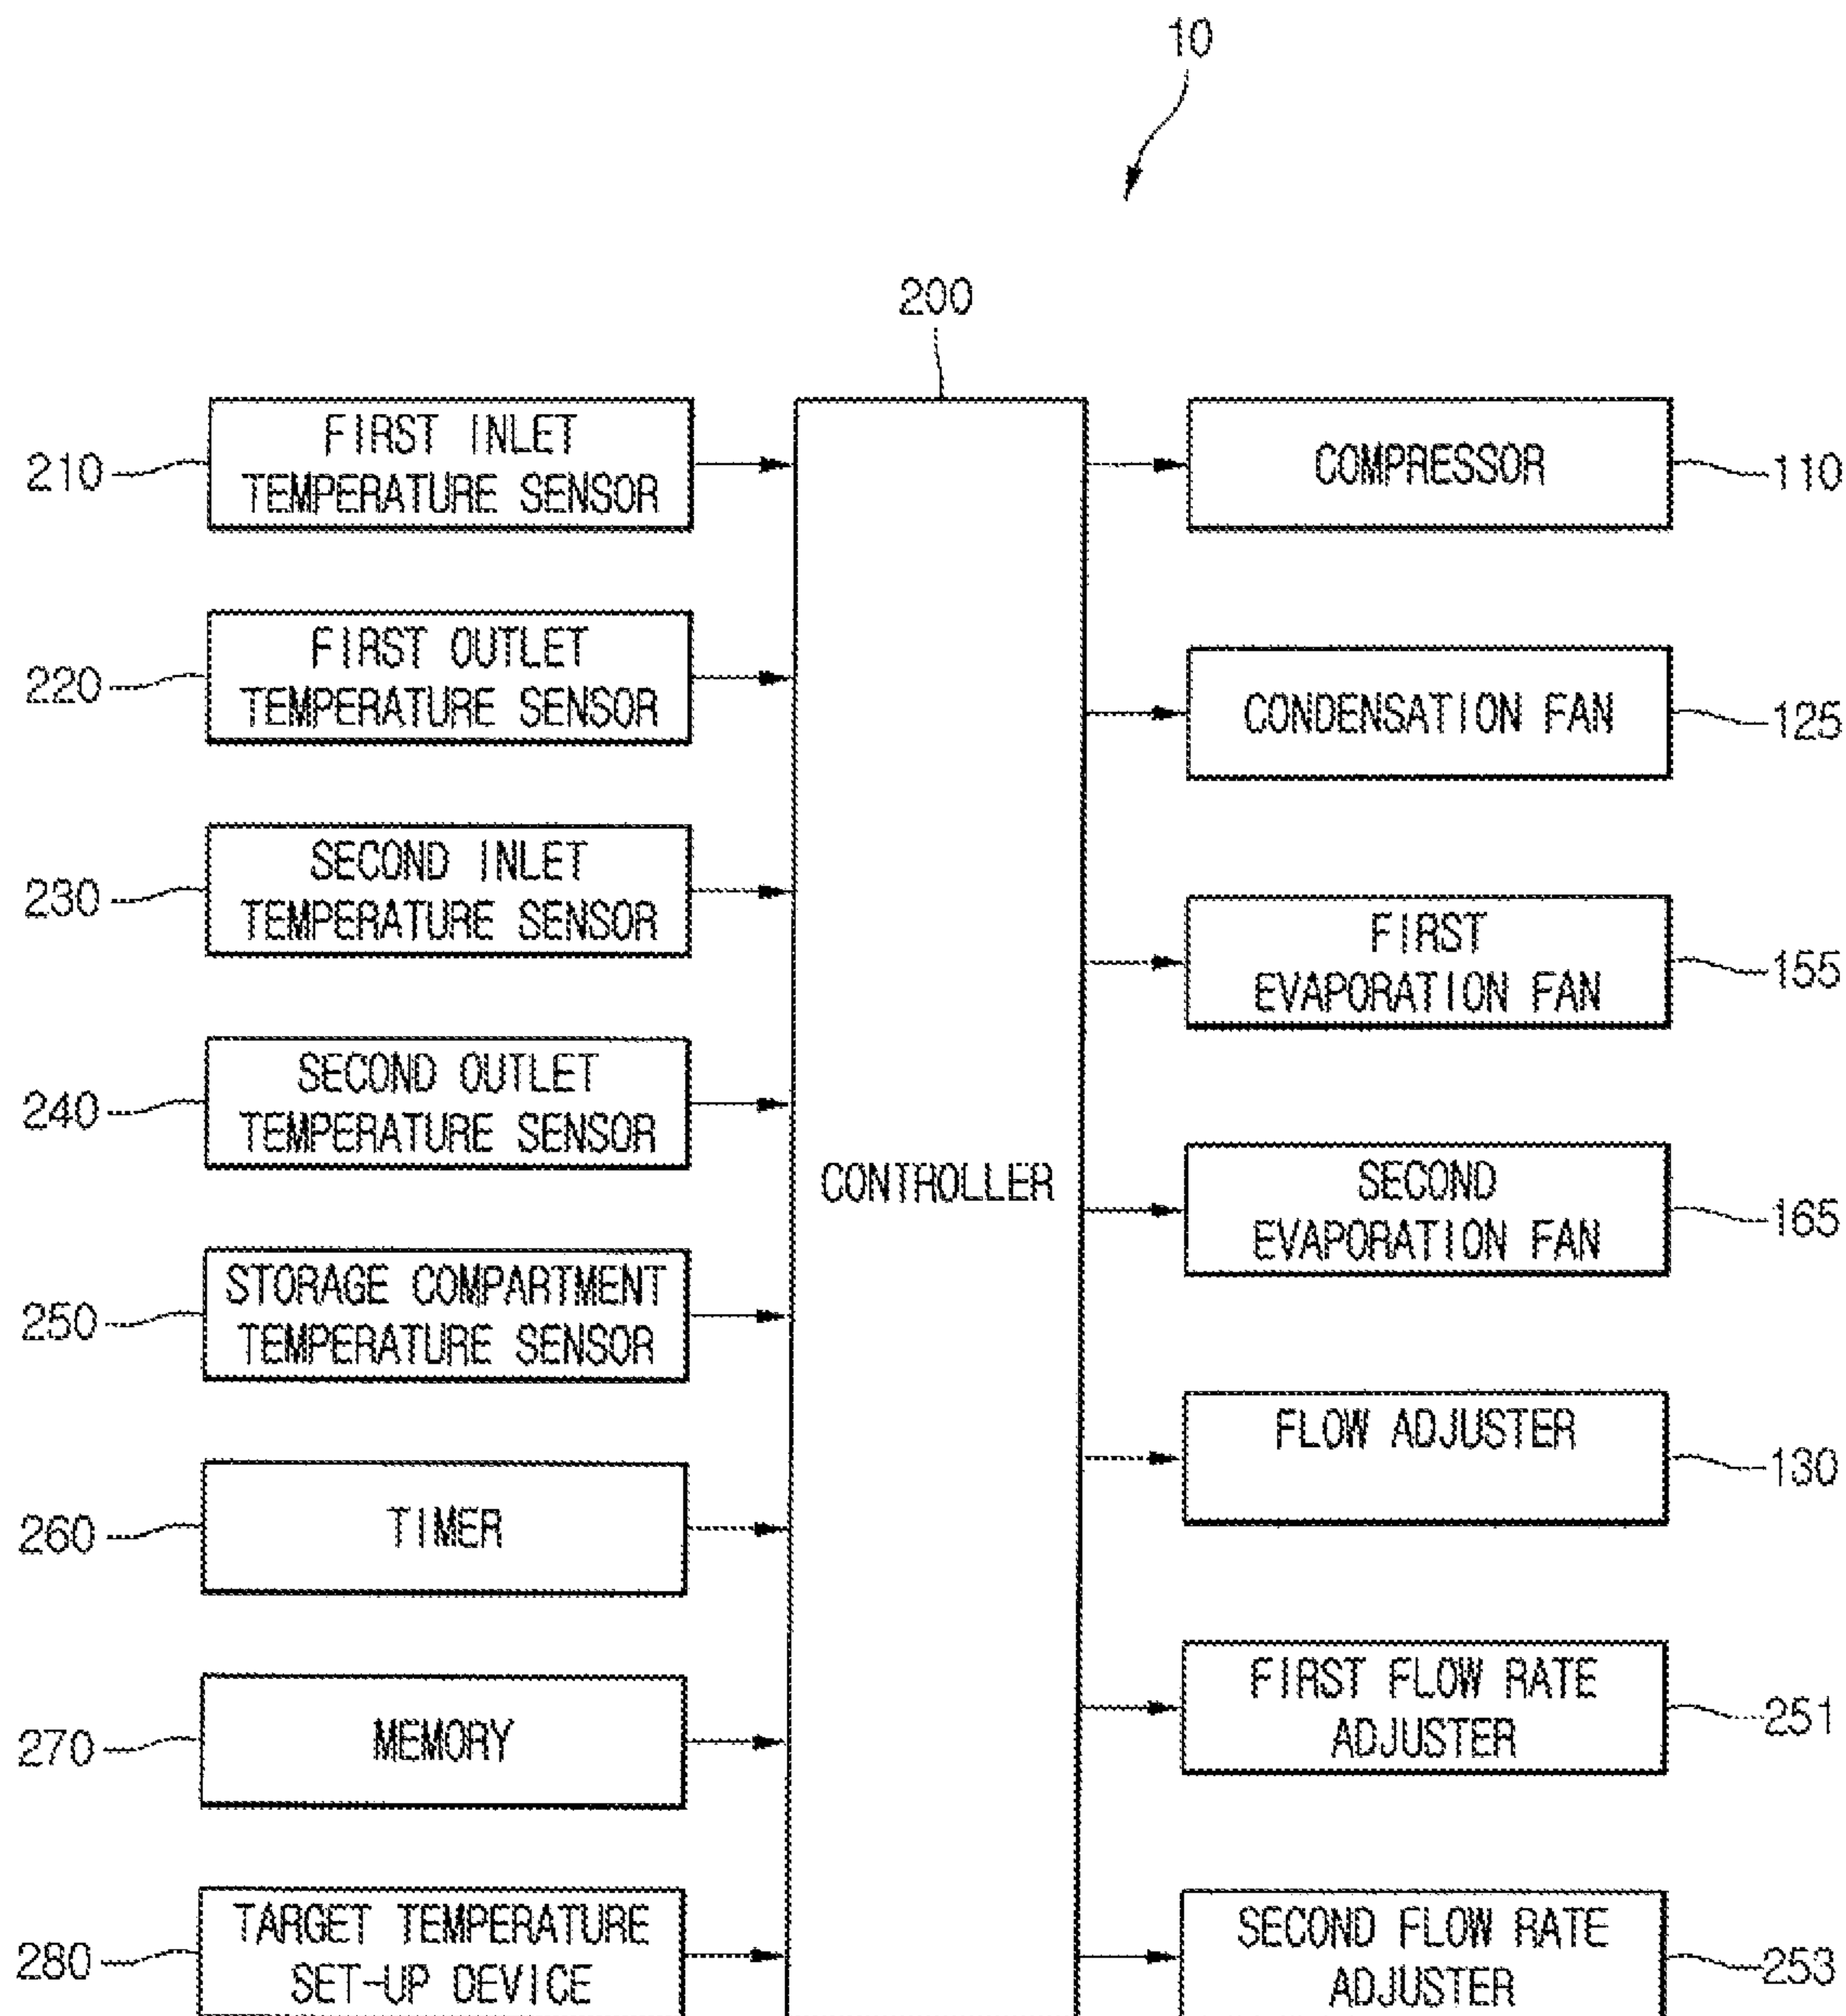 10
200
210
FIRST INLET
TEMPERATURE SENSOR
220
FIRST OUTLET
TEMPERATURE SENSOR
230
SECOND INLET
TEMPERATURE SENSOR
240
SECOND OUTLET
TEMPERATURE SENSOR
250
STORAGE COMPARTMENT
TEMPERATURE SENSOR
260
TIMER
270
MEMORY
280
TARGET TEMPERATURE
SET-UP DEVICE
CONTROLLER
COMPRESSOR
110
CONDENSATION FAN
125
FIRST
EVAPORATION FAN
155
SECOND
EVAPORATION FAN
165
FLOW ADJUSTER
130
FIRST FLOW RATE
ADJUSTER
251
SECOND FLOW RATE
ADJUSTER
253